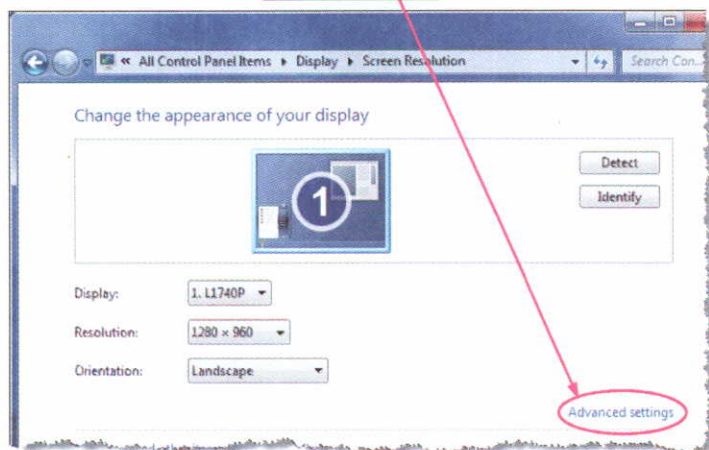 « All Control Panel Items ▸ Display ▸ Screen Resolution
Search Con...
Change the appearance of your display
1
Detect
Identify
Display: 1. L1740P
Resolution: 1280 × 960
Orientation: Landscape
Advanced settings